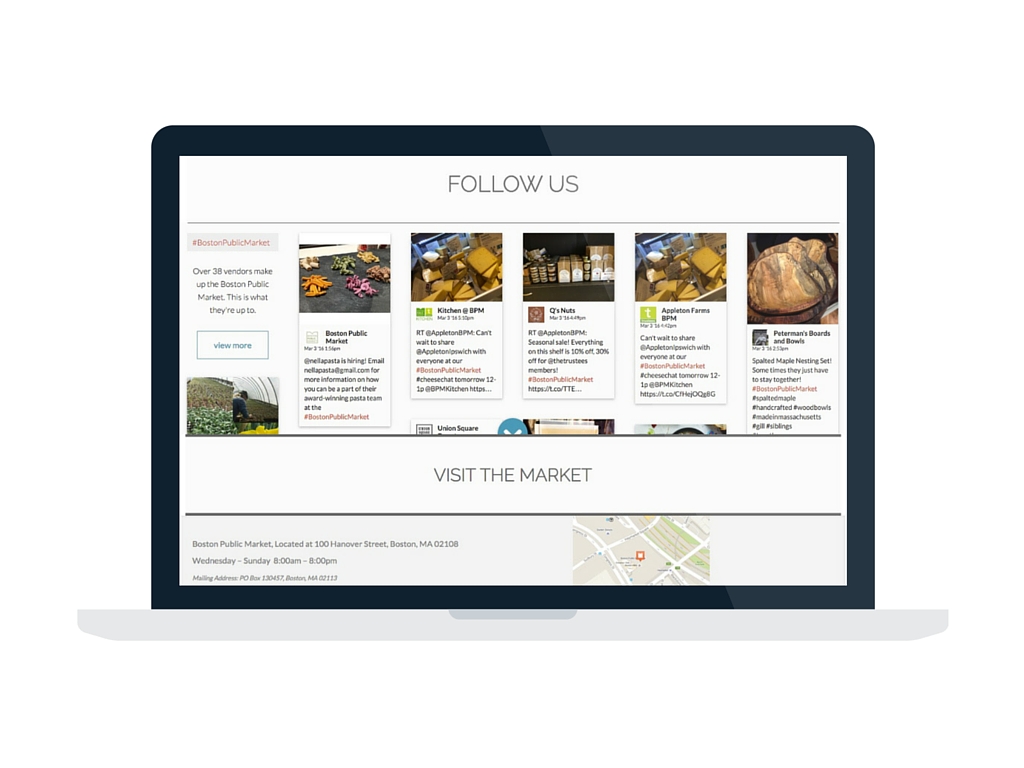 FOLLOW US
#BostonPublicMarket
Over 38 vendors make
up the Boston Public
Market. This is what
they're up to.
view more
Boston Public
Market
Mar 3 '16 5:56pm
@nellapasta is hiring! Email
nellapasta@gmail.com for
more information on how
you can be a part of their
award-winning pasta team
at the
#BostonPublicMarket
Kitchen @ BPM
Mar 3 '16 5:10pm
RT @AppletonBPM: Can't
wait to share
@AppletonIpswich with
everyone at our
#BostonPublicMarket
#cheesechat tomorrow 12-
1p @BPMKitchen https...
Union Square
Q's Nuts
Mar 3 '16 4:49pm
RT @AppletonBPM:
Seasonal sale! Everything
on this shelf is 10% off, 30%
off for @thetrustees
members!
#BostonPublicMarket
https://t.co/TTE...
Appleton Farms
BPM
Mar 3 '16 4:42pm
Can't wait to share
@AppletonIpswich with
everyone at our
#BostonPublicMarket
#cheesechat tomorrow 12-
1p @BPMKitchen
https://t.co/CfHejOQgBG
Peterman's Boards
and Bowls
Mar 3 '16 2:53pm
Spalted Maple Nesting Set!
Some times they just have
to stay together!
#BostonPublicMarket
#spaltedmaple
#handcrafted #woodbowls
#madeinmassachusetts
#gill #siblings
VISIT THE MARKET
Boston Public Market, Located at 100 Hanover Street, Boston, MA 02108
Wednesday – Sunday 8:00am – 8:00pm
Mailing Address: PO Box 130457, Boston, MA 02113